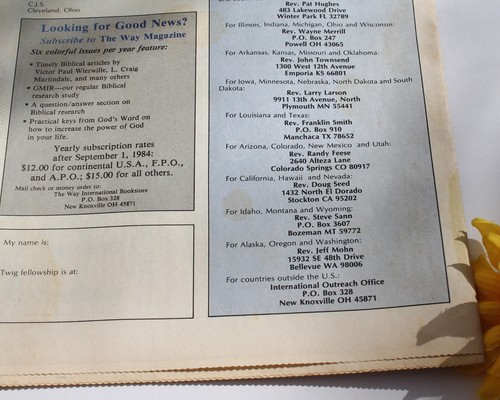 C.J.S.
Cleveland, Ohio
Looking for Good News?
Subscribe to The Way Magazine
Six colorful issues per year feature:
• Timely Biblical articles by
Victor Paul Wierwille, L. Craig
Martindale, and many others
• GMIR—our regular Biblical
research study
• A question/answer section on
Biblical research
• Practical keys from God's Word on
how to increase the power of God
in your life.
Yearly subscription rates
after September 1, 1984:
$12.00 for continental U.S.A., F.P.O.,
and A.P.O.; $15.00 for all others.
Mail check or money order to:
The Way International Bookstore
P.O. Box 328
New Knoxville OH 45871
My name is:
Twig fellowship is at:
Rev. Pat Hughes
483 Lakewood Drive
Winter Park FL 32789
For Illinois, Indiana, Michigan, Ohio and Wisconsin:
Rev. Wayne Merrill
P.O. Box 247
Powell OH 43065
For Arkansas, Kansas, Missouri and Oklahoma:
Rev. John Townsend
1300 West 12th Avenue
Emporia KS 66801
For Iowa, Minnesota, Nebraska, North Dakota and South
Dakota:
Rev. Larry Larson
9911 13th Avenue, North
Plymouth MN 55441
For Louisiana and Texas:
Rev. Franklin Smith
P.O. Box 910
Manchaca TX 78652
For Arizona, Colorado, New Mexico and Utah:
Rev. Randy Feese
2640 Alteza Lane
Colorado Springs CO 80917
For California, Hawaii and Nevada:
Rev. Doug Seed
1432 North El Dorado
Stockton CA 95202
For Idaho, Montana and Wyoming:
Rev. Steve Sann
P.O. Box 3607
Bozeman MT 59772
For Alaska, Oregon and Washington:
Rev. Jeff Mohn
15932 SE 48th Drive
Bellevue WA 98006
For countries outside the U.S.:
International Outreach Office
P.O. Box 328
New Knoxville OH 45871